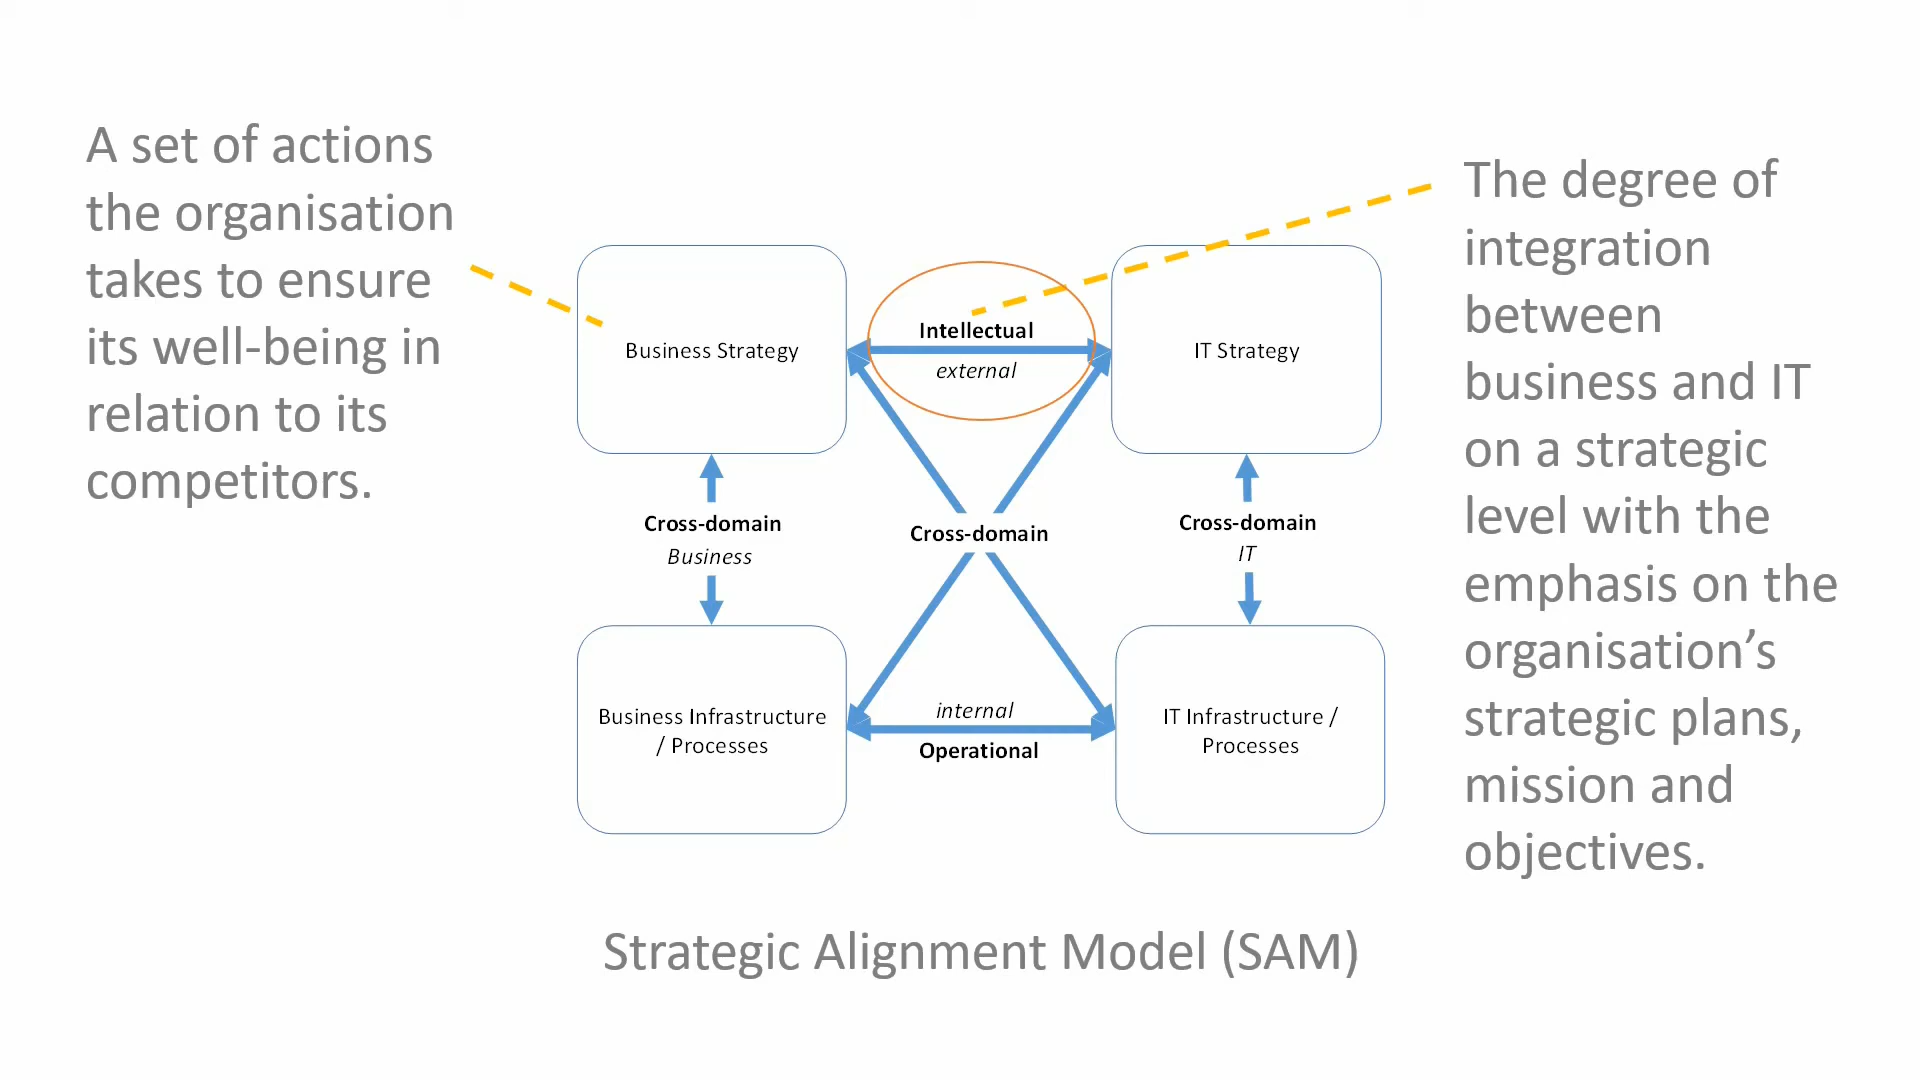 A set of actions
the organisation
takes to ensure
its well-being in
relation to its
competitors.
Business Strategy
Intellectual
external
IT Strategy
Cross-domain
Business
Cross-domain
Cross-domain
IT
Business Infrastructure
/ Processes
internal
Operational
IT Infrastructure /
Processes
The degree of
integration
between
business and IT
on a strategic
level with the
emphasis on the
organisation’s
strategic plans,
mission and
objectives.
Strategic Alignment Model (SAM)